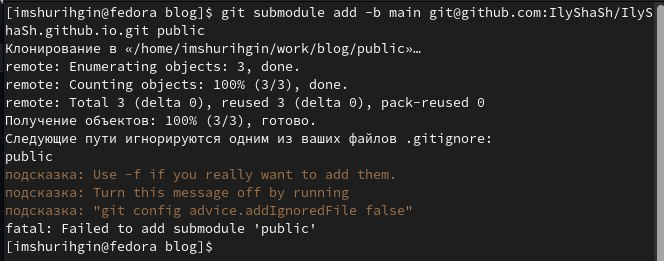 [imshurihgin@fedora blog]$ git submodule add -b main git@github.com:IlyShaSh/IlyS
haSh.github.io.git public
Клонирование в «/home/imshurihgin/work/blog/public»…
remote: Enumerating objects: 3, done.
remote: Counting objects: 100% (3/3), done.
remote: Total 3 (delta 0), reused 3 (delta 0), pack-reused 0
Получение объектов: 100% (3/3), готово.
Следующие пути игнорируются одним из ваших файлов .gitignore:
public
подсказка: Use -f if you really want to add them.
подсказка: Turn this message off by running
подсказка: "git config advice.addIgnoredFile false"
fatal: Failed to add submodule 'public'
[imshurihgin@fedora blog]$